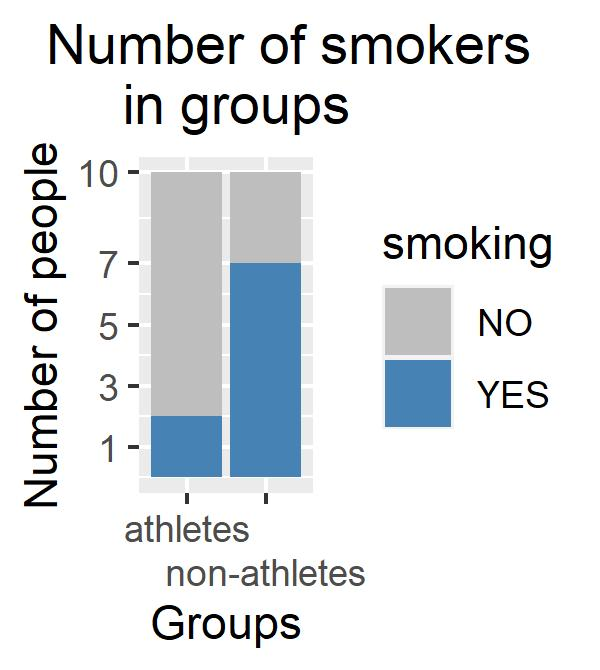 Number of smokers
in groups
Number of people
10
7
5
3
1
athletes
non-athletes
Groups
smoking
NO
YES